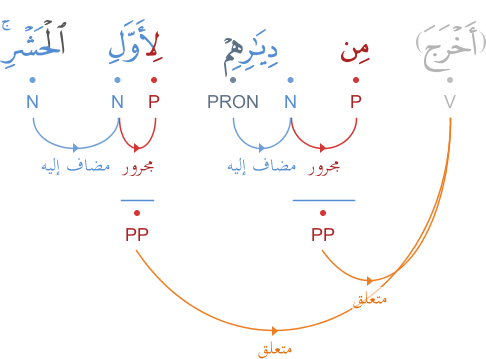 (أَخْرَجَ) مِن دِيَـٰرِهِمْ لِأَوَّلِ ٱلْحَشْرِ ۚ
V P N PRON P N N
مجرور مضاف إليه مجرور مضاف إليه
PP PP
متعلق
متعلق